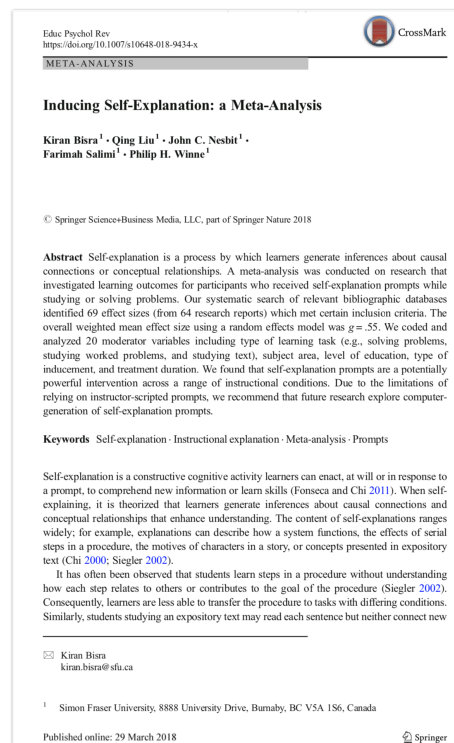 Educ Psychol Rev
https://doi.org/10.1007/s10648-018-9434-x
CrossMark
META-ANALYSIS
Inducing Self-Explanation: a Meta-Analysis
Kiran Bisra 1 · Qing Liu 1 · John C. Nesbit 1 ·
Farimah Salimi 1 · Philip H. Winne 1
© Springer Science+Business Media, LLC, part of Springer Nature 2018
Abstract Self-explanation is a process by which learners generate inferences about causal
connections or conceptual relationships. A meta-analysis was conducted on research that
investigated learning outcomes for participants who received self-explanation prompts while
studying or solving problems. Our systematic search of relevant bibliographic databases
identified 69 effect sizes (from 64 research reports) which met certain inclusion criteria. The
overall weighted mean effect size using a random effects model was g = .55. We coded and
analyzed 20 moderator variables including type of learning task (e.g., solving problems,
studying worked problems, and studying text), subject area, level of education, type of
inducement, and treatment duration. We found that self-explanation prompts are a potentially
powerful intervention across a range of instructional conditions. Due to the limitations of
relying on instructor-scripted prompts, we recommend that future research explore computer-
generation of self-explanation prompts.
Keywords Self-explanation · Instructional explanation · Meta-analysis · Prompts
Self-explanation is a constructive cognitive activity learners can enact, at will or in response to
a prompt, to comprehend new information or learn skills (Fonseca and Chi 2011). When self-
explaining, it is theorized that learners generate inferences about causal connections and
conceptual relationships that enhance understanding. The content of self-explanations ranges
widely; for example, explanations can describe how a system functions, the effects of serial
steps in a procedure, the motives of characters in a story, or concepts presented in expository
text (Chi 2000; Siegler 2002).
It has often been observed that students learn steps in a procedure without understanding
how each step relates to others or contributes to the goal of the procedure (Siegler 2002).
Consequently, learners are less able to transfer the procedure to tasks with differing conditions.
Similarly, students studying an expository text may read each sentence but neither connect new
✉ Kiran Bisra
kiran.bisra@sfu.ca
1 Simon Fraser University, 8888 University Drive, Burnaby, BC V5A 1S6, Canada
Published online: 29 March 2018
Springer